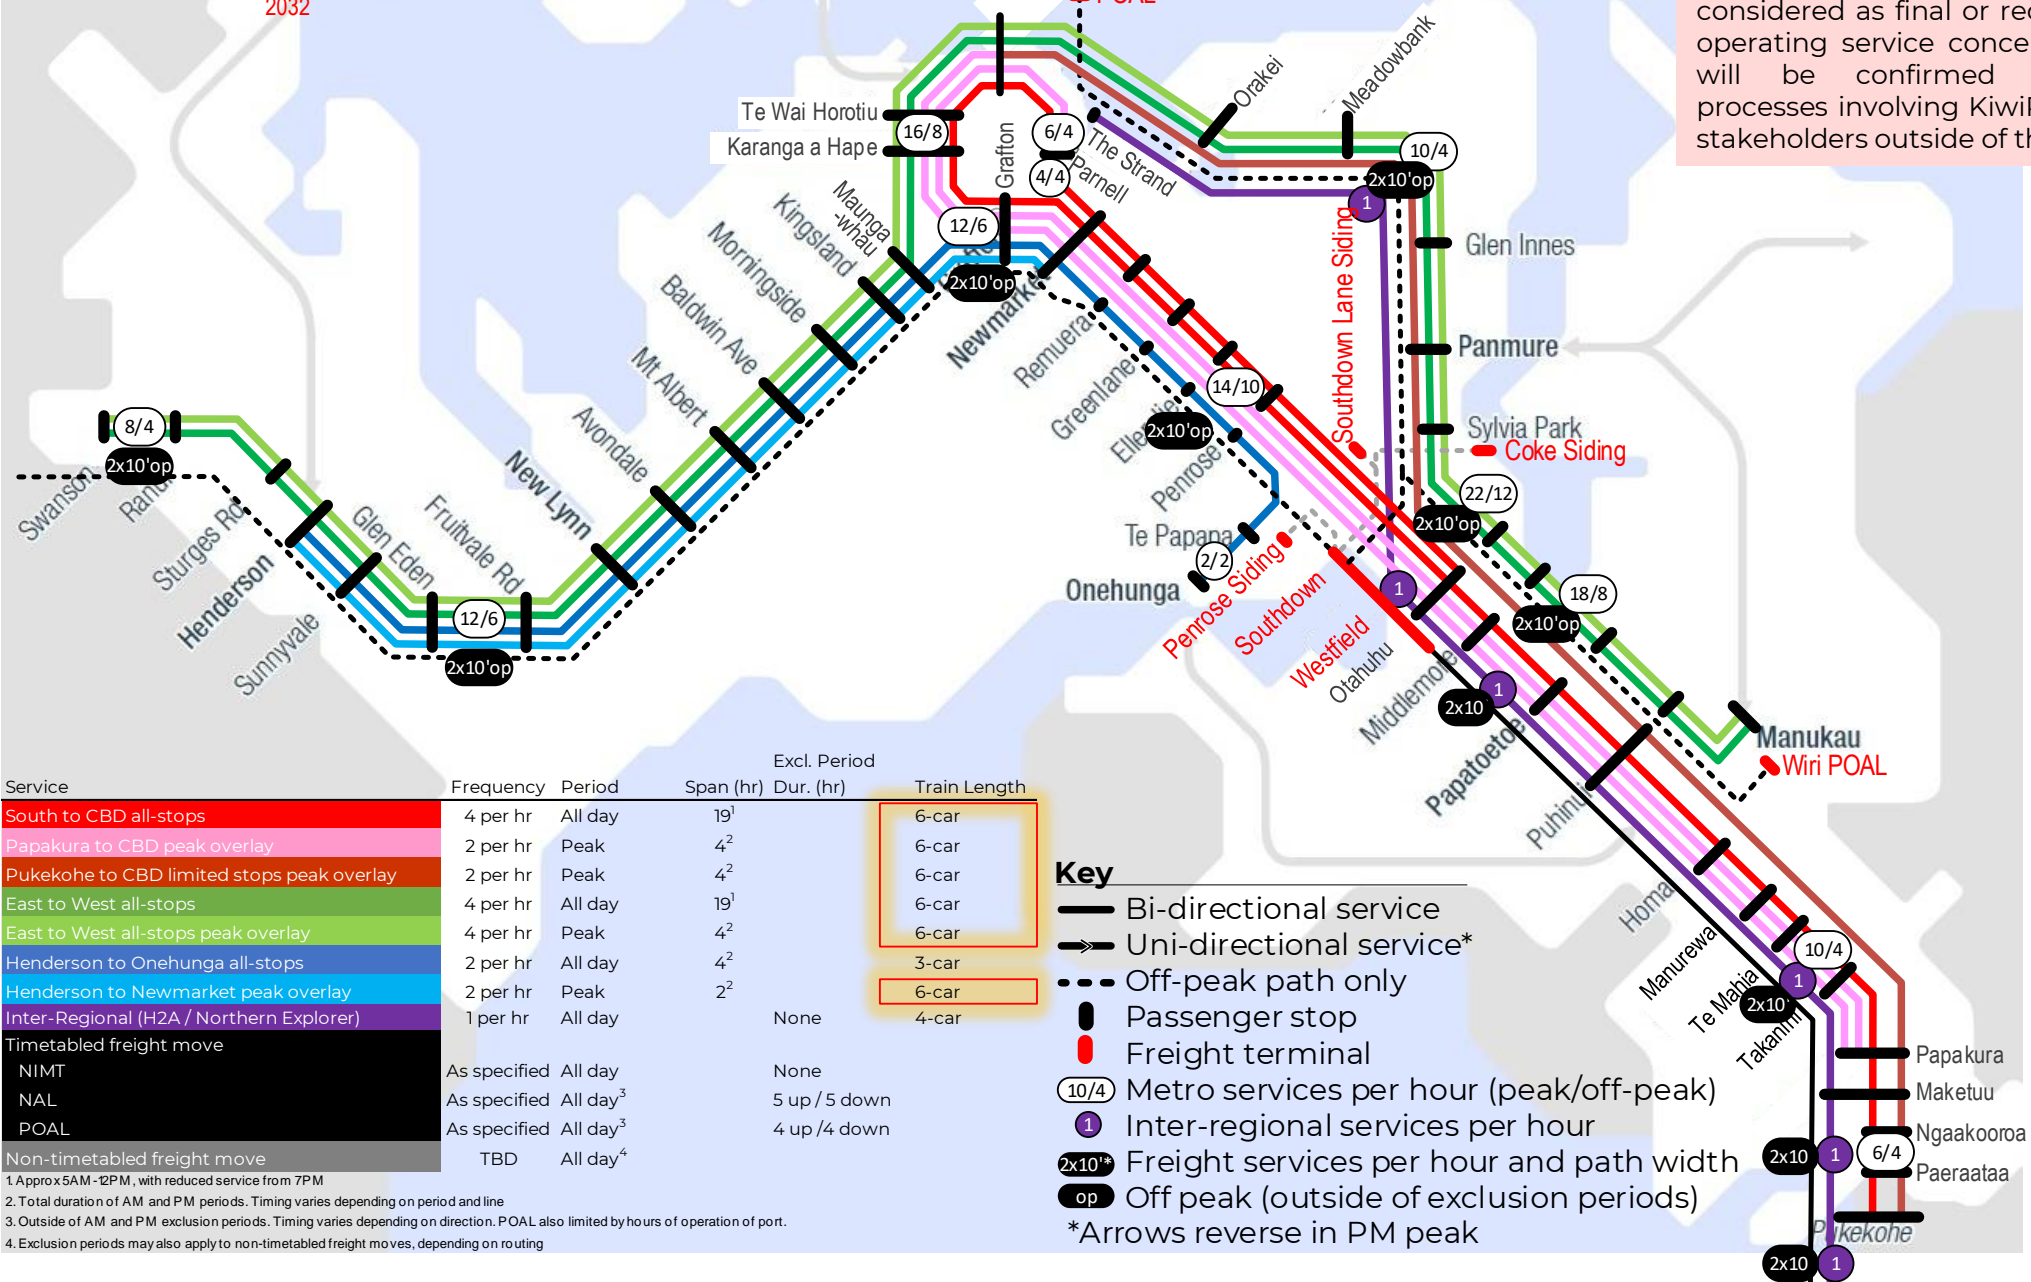 2032
considered as final or
operating service
will be confirmed
processes involving
stakeholders outside of
Orakei
Meadowbank
Te Wai Horotiu
Karanga a Hape
16/8
6/4
4/4
Grafton
The Strand
Parnell
10/4
2x10'op
1
Maunga
-whau
Kingsland
Morningside
Baldwin Ave
Mt Albert
Avondale
New Lynn
12/6
2x10'op
Newmarket
Remuera
Greenlane
2x10'op
Penrose
14/10
Southdown Lane Siding
Glen Innes
Panmure
Sylvia Park
Coke Siding
22/12
2x10'op
8/4
2x10'op
Swanson
Sturges Rd
Henderson
Sunnyvale
Glen Eden
Fruitvale Rd
12/6
2x10'op
Te Papapa
2/2
Onehunga
Penrose Siding
Southdown
Westfield
1
Otahuhu
Middlemore
18/8
2x10'op
1
2x10
Papatoetoe
Puhinui
Manukau
Wiri POAL
Homai
Manurewa
Te Mahia
Takanini
10/4
1
2x10
Papakura
Maketuu
Ngaakooroa
2x10
1
6/4
Paeraataa
Pukekohe
2x10
1
Excl. Period
Service Frequency Period Span (hr) Dur. (hr) Train Length
South to CBD all-stops 4 per hr All day 19¹ 6-car
Papakura to CBD peak overlay 2 per hr Peak 4² 6-car
Pukekohe to CBD limited stops peak overlay 2 per hr Peak 4² 6-car
East to West all-stops 4 per hr All day 19¹ 6-car
East to West all-stops peak overlay 4 per hr Peak 4² 6-car
Henderson to Onehunga all-stops 2 per hr All day 4² 3-car
Henderson to Newmarket peak overlay 2 per hr Peak 2² 6-car
Inter-Regional (H2A / Northern Explorer) 1 per hr All day None 4-car
Timetabled freight move
NIMT As specified All day None
NAL As specified All day³ 5 up / 5 down
POAL As specified All day³ 4 up /4 down
Non-timetabled freight move TBD All day⁴
1. Approx 5AM-12PM, with reduced service from 7PM
2. Total duration of AM and PM periods. Timing varies depending on period and line
3. Outside of AM and PM exclusion periods. Timing varies depending on direction. POAL also limited by hours of operation of port.
4. Exclusion periods may also apply to non-timetabled freight moves, depending on routing
Key
Bi-directional service
Uni-directional service*
Off-peak path only
Passenger stop
Freight terminal
10/4 Metro services per hour (peak/off-peak)
1 Inter-regional services per hour
2x10'* Freight services per hour and path width
op Off peak (outside of exclusion periods)
*Arrows reverse in PM peak